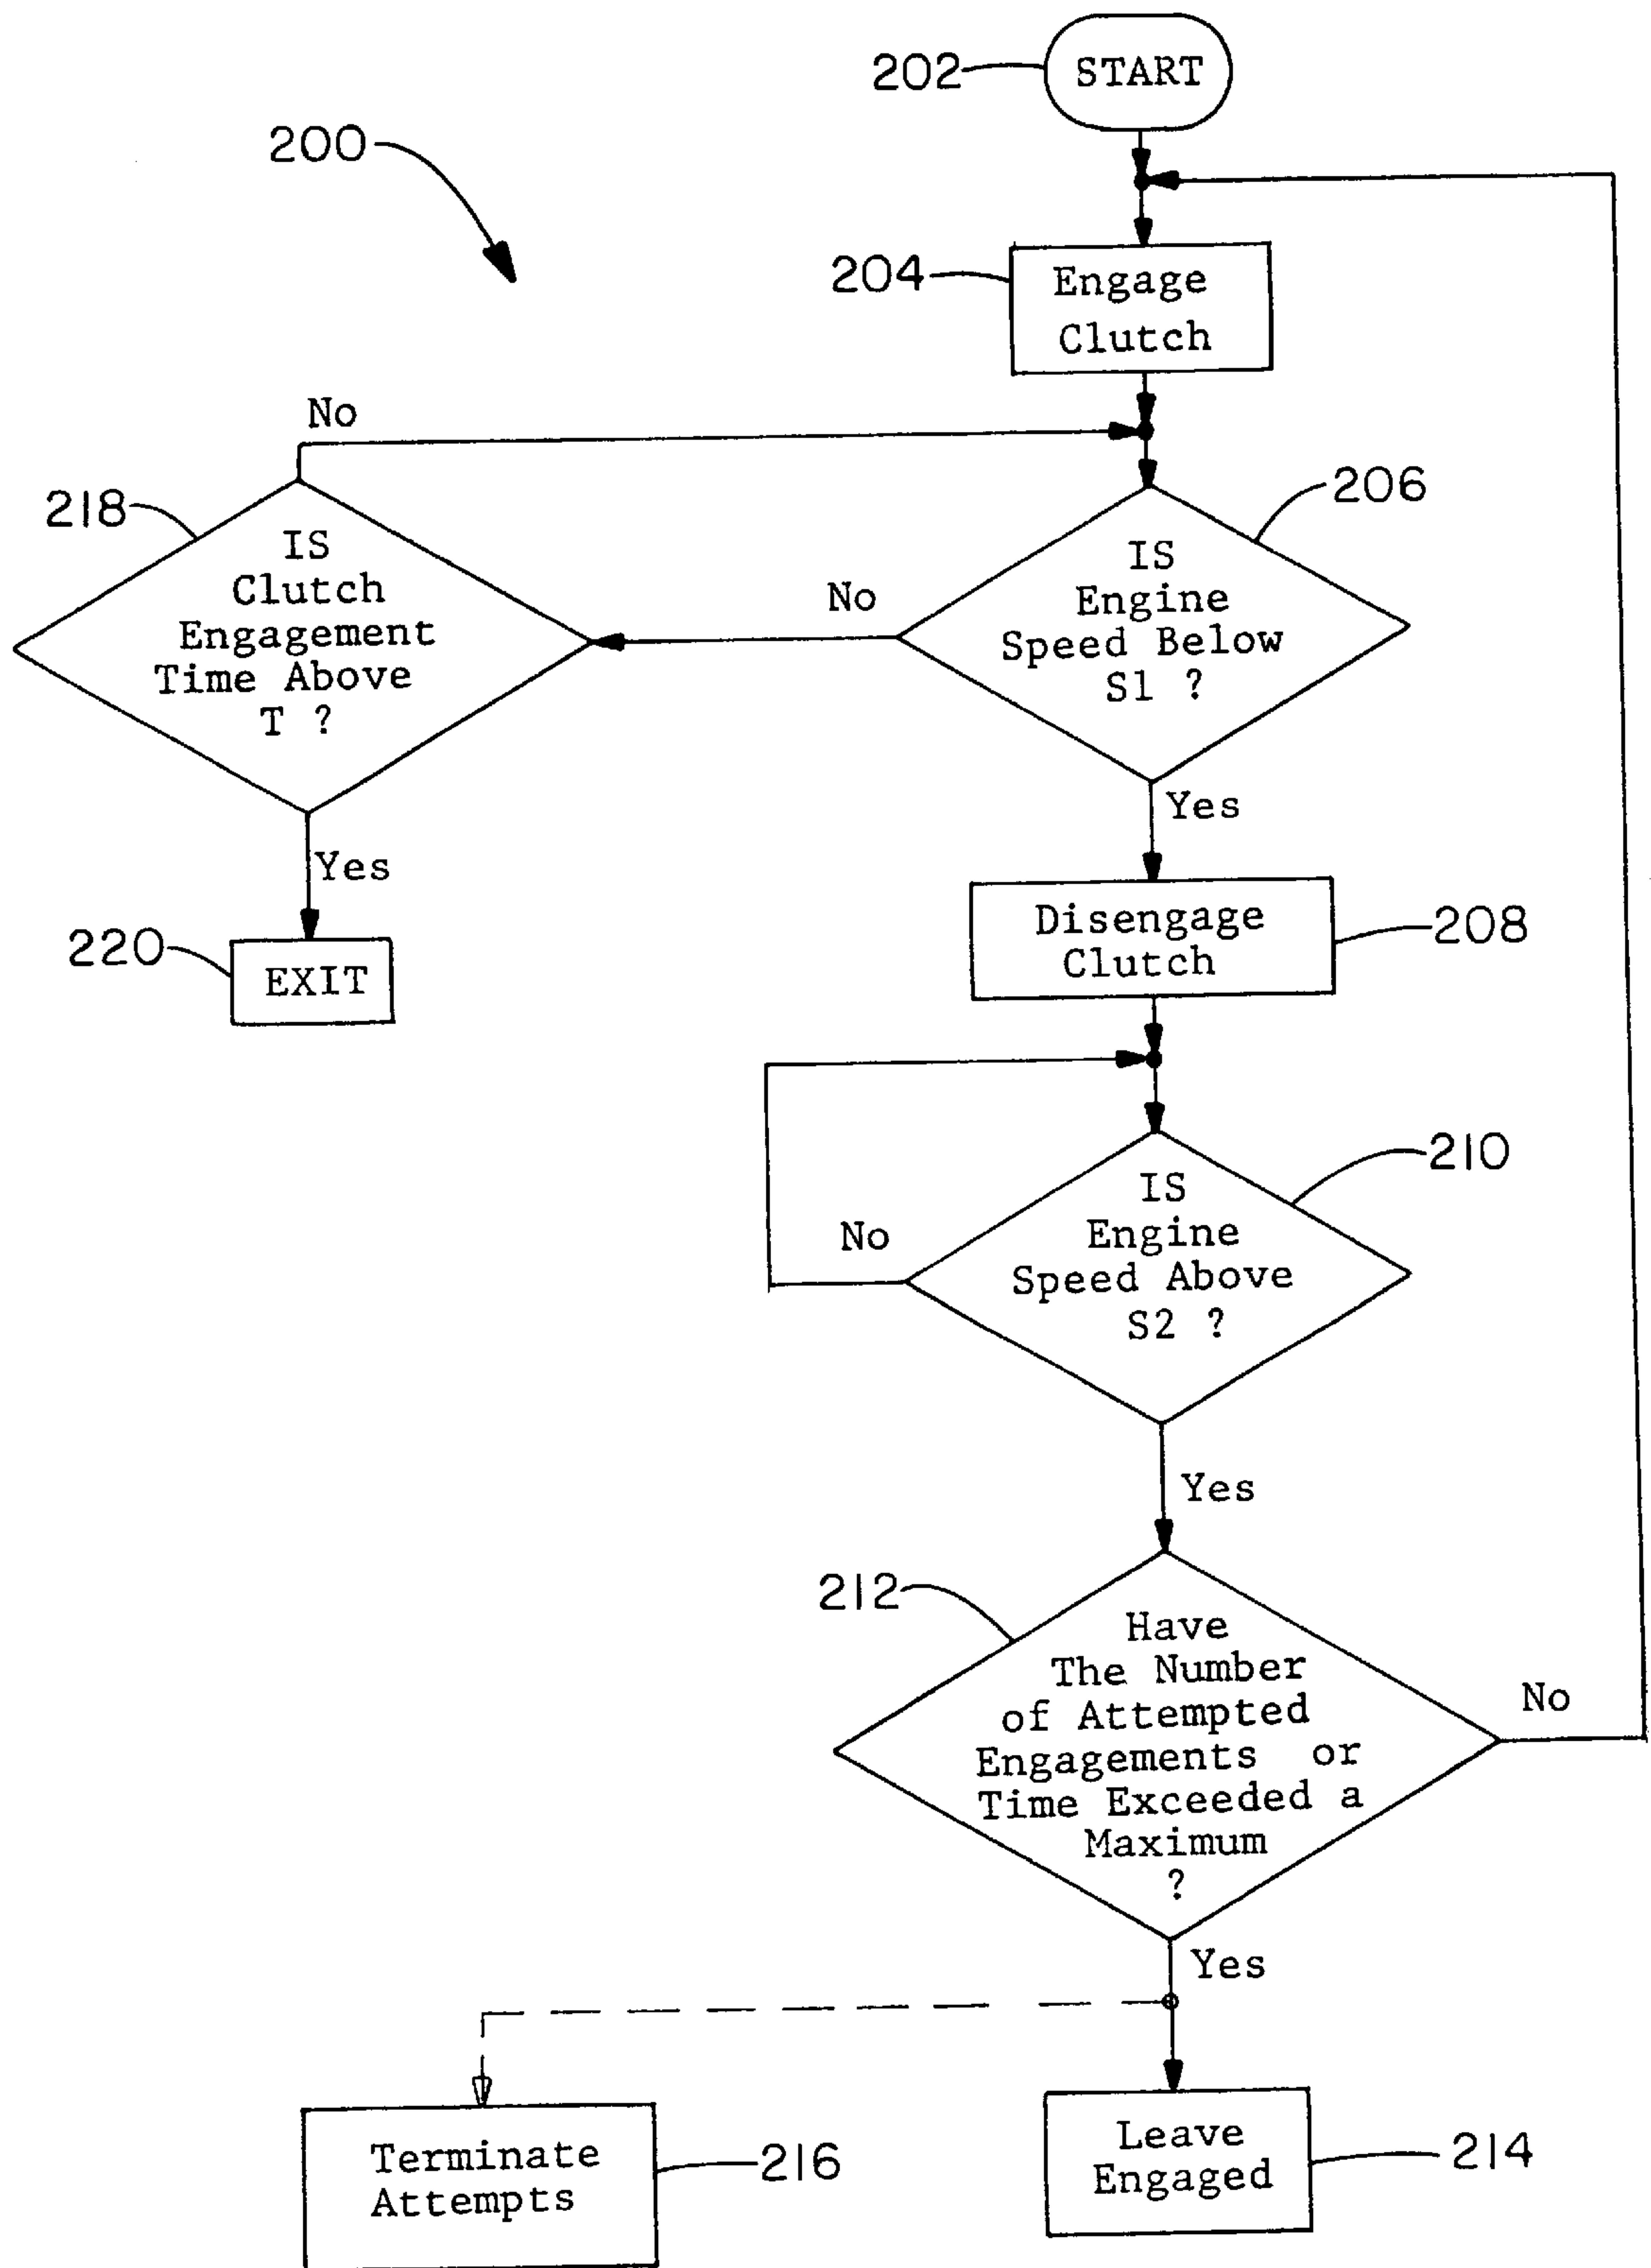 202
START
200
204
Engage
Clutch
No
218
IS
Clutch
Engagement
Time Above
T ?
206
IS
Engine
Speed Below
S1 ?
No
Yes
Yes
220
EXIT
Disengage
Clutch
208
210
IS
Engine
Speed Above
S2 ?
No
Yes
212
Have
The Number
of Attempted
Engagements or
Time Exceeded a
Maximum
?
No
Yes
Terminate
Attempts
216
Leave
Engaged
214